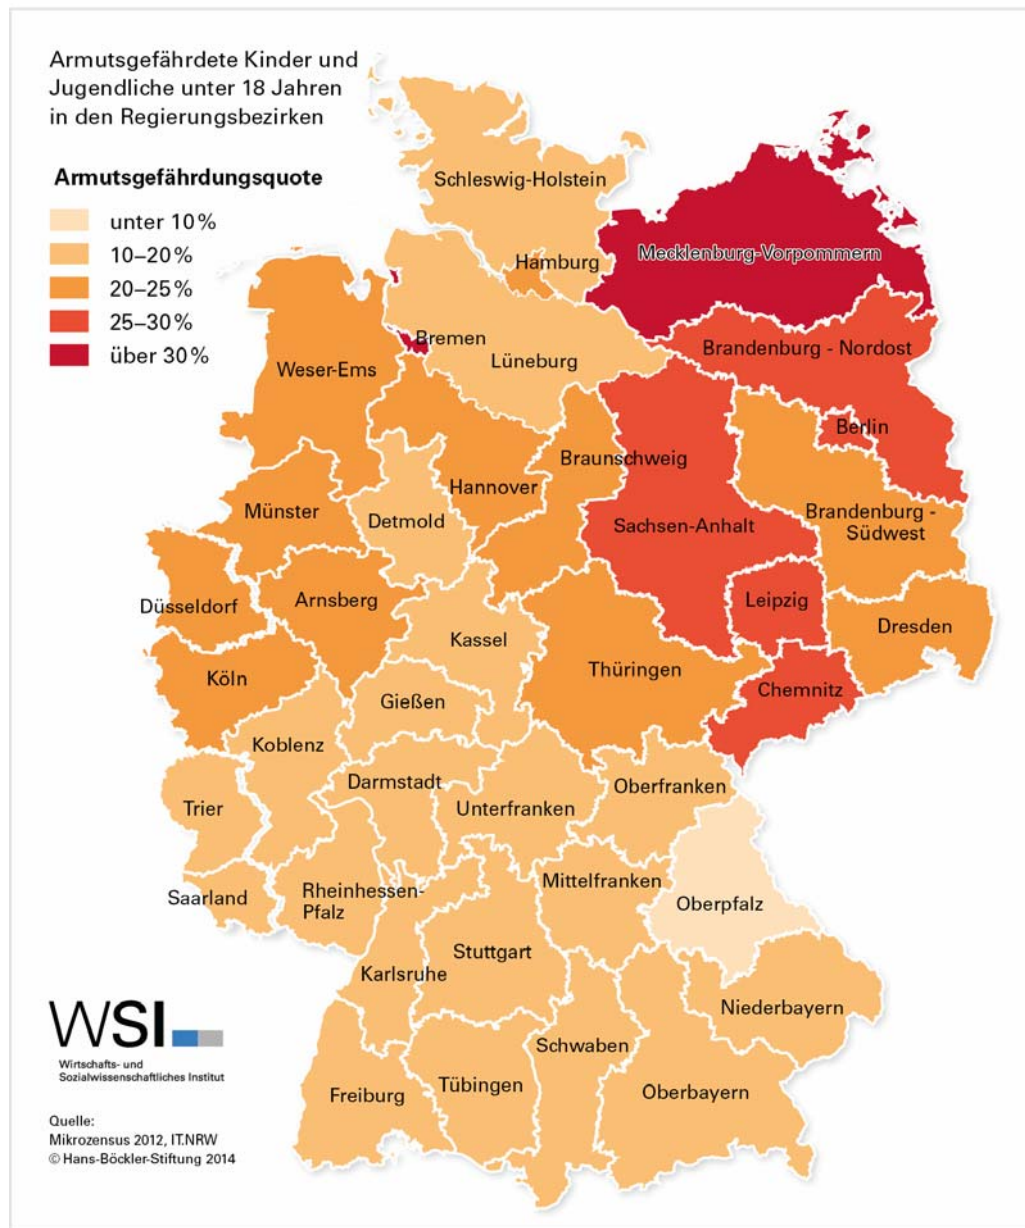 Armutsgefährdete Kinder und
Jugendliche unter 18 Jahren
in den Regierungsbezirken
Armutsgefährdungsquote
unter 10 %
10–20 %
20–25 %
25–30 %
über 30 %
Schleswig-Holstein
Hamburg
Mecklenburg-Vorpommern
Bremen
Lüneburg
Brandenburg - Nordost
Weser-Ems
Berlin
Braunschweig
Hannover
Münster
Detmold
Sachsen-Anhalt
Brandenburg -
Südwest
Düsseldorf
Arnsberg
Leipzig
Dresden
Kassel
Köln
Thüringen
Chemnitz
Gießen
Koblenz
Darmstadt
Oberfranken
Trier
Unterfranken
Mittelfranken
Saarland
Rheinhessen-
Pfalz
Oberpfalz
Stuttgart
Karlsruhe
Niederbayern
Schwaben
Freiburg
Tübingen
Oberbayern
WSI
Wirtschafts- und
Sozialwissenschaftliches Institut
Quelle:
Mikrozensus 2012, IT.NRW
© Hans-Böckler-Stiftung 2014